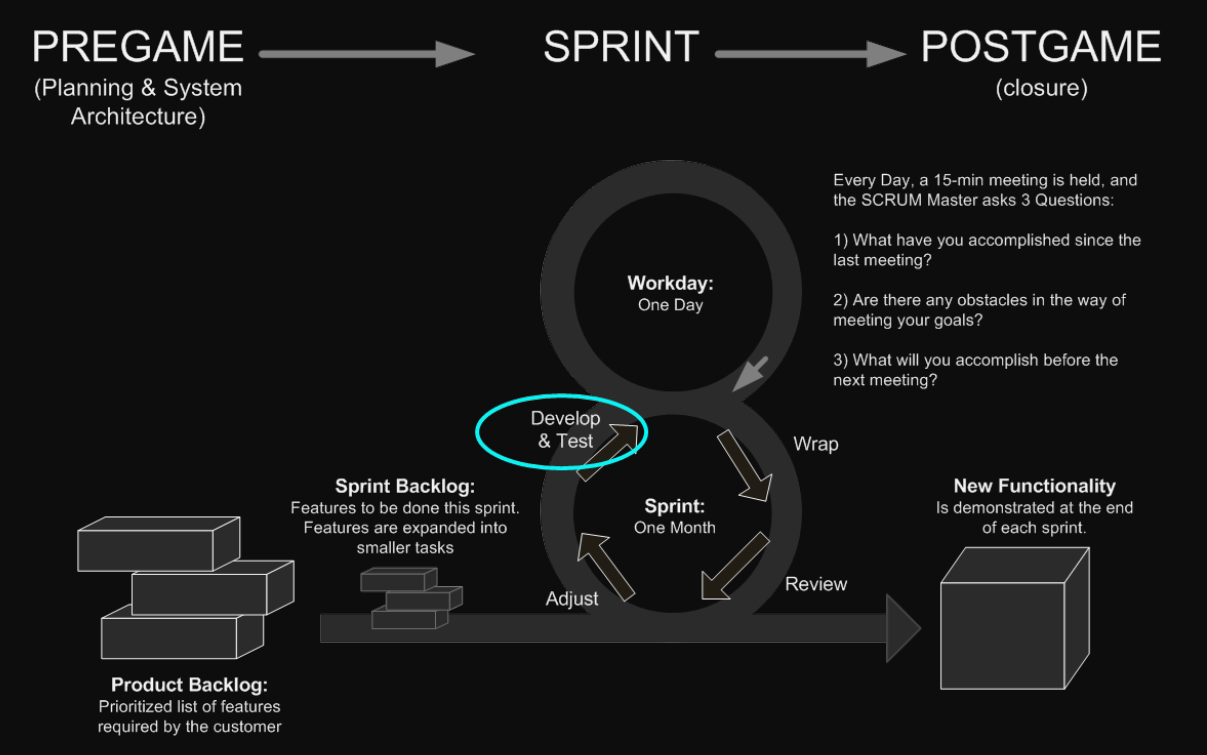 PREGAME
(Planning & System
Architecture)
SPRINT
POSTGAME
(closure)
Every Day, a 15-min meeting is held, and
the SCRUM Master asks 3 Questions:
1) What have you accomplished since the
last meeting?
2) Are there any obstacles in the way of
meeting your goals?
3) What will you accomplish before the
next meeting?
Workday:
One Day
Develop
& Test
Wrap
Sprint:
One Month
Review
Adjust
Sprint Backlog:
Features to be done this sprint.
Features are expanded into
smaller tasks
New Functionality
Is demonstrated at the end
of each sprint.
Product Backlog:
Prioritized list of features
required by the customer